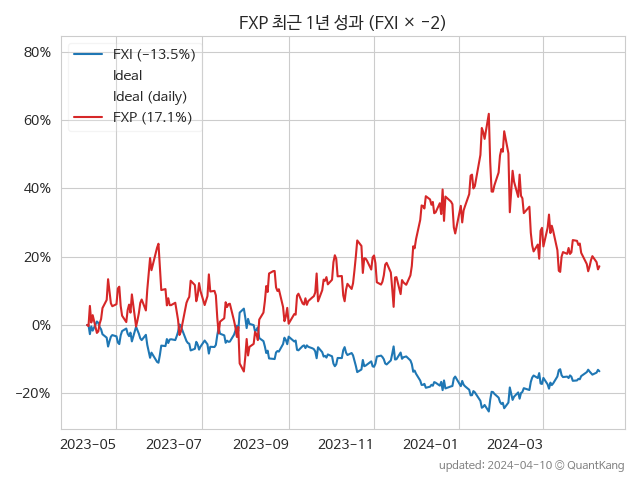 FXP 최근 1년 성과 (FXI × −2)
80%
60%
40%
20%
0%
−20%
FXI (−13.5%)
Ideal
Ideal (daily)
FXP (17.1%)
2023-05 2023-07 2023-09 2023-11 2024-01 2024-03
updated: 2024-04-10 © QuantKang